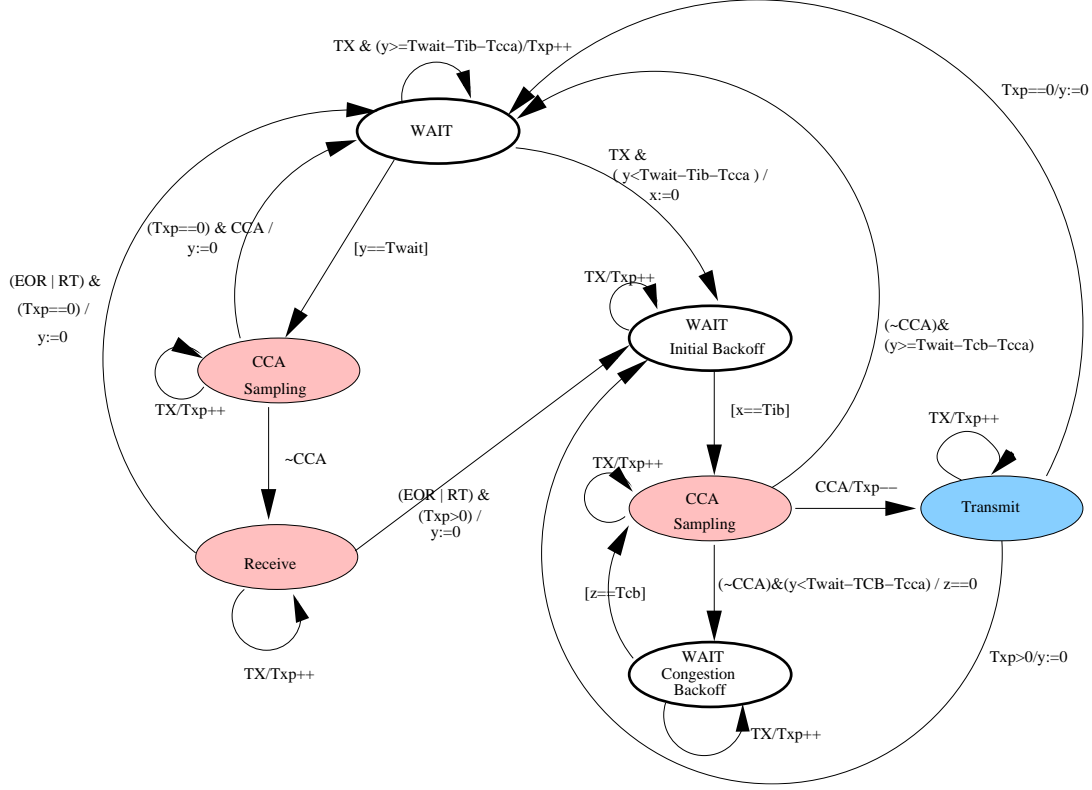 TX & (y>=Twait−Tib−Tcca)/Txp++
Txp==0/y:=0
WAIT
TX &
( y<Twait−Tib−Tcca ) /
x:=0
(Txp==0) & CCA /
y:=0
[y==Twait]
(EOR | RT) &
(Txp==0) /
y:=0
TX/Txp++
WAIT
Initial Backoff
(~CCA)&
(y>=Twait−Tcb−Tcca)
CCA
Sampling
TX/Txp++
[x==Tib]
TX/Txp++
~CCA
TX/Txp++
CCA
Sampling
CCA/Txp−−
Transmit
(EOR | RT) &
(Txp>0) /
y:=0
Receive
(~CCA)&(y<Twait−TCB−Tcca) / z==0
[z==Tcb]
WAIT
Congestion
Backoff
Txp>0/y:=0
TX/Txp++
TX/Txp++